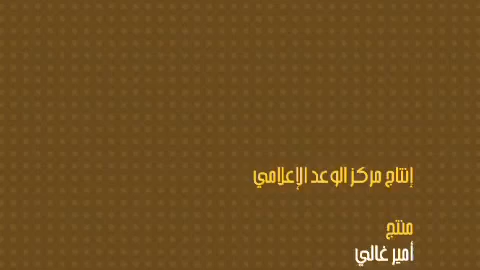 إنتاج مركز الوعد الإعلامي
منتج
أمير غالي